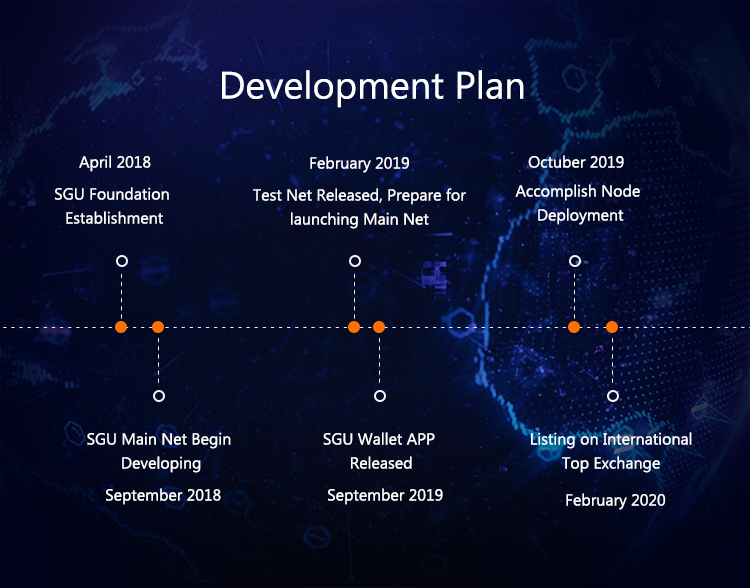 Development Plan
April 2018
SGU Foundation
Establishment
February 2019
Test Net Released, Prepare for
launching Main Net
Octuber 2019
Accomplish Node
Deployment
SGU Main Net Begin
Developing
September 2018
SGU Wallet APP
Released
September 2019
Listing on International
Top Exchange
February 2020